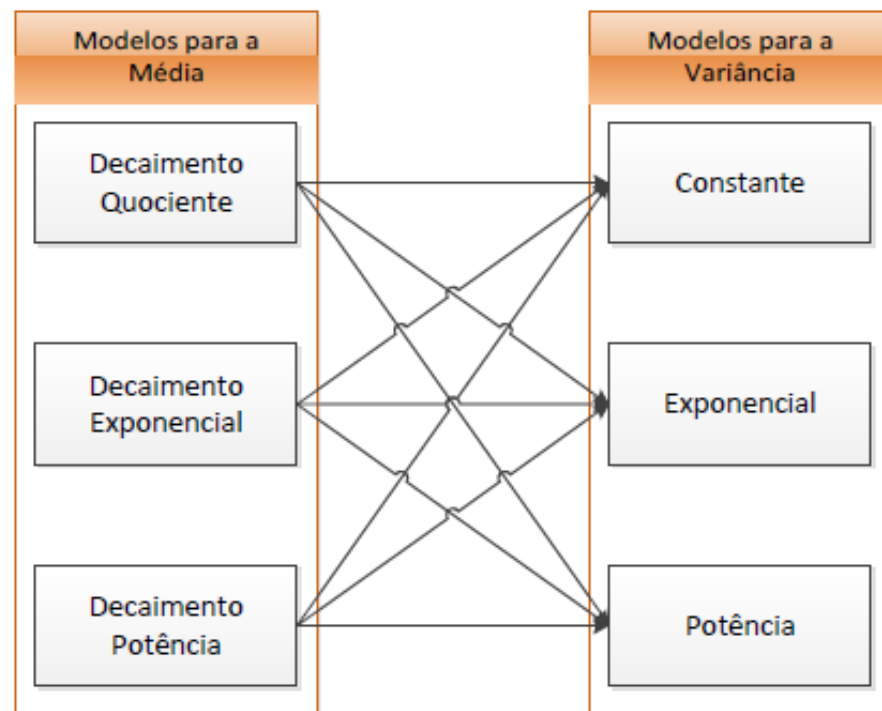 Modelos para a
Média
Decaimento
Quociente
Decaimento
Exponencial
Decaimento
Potência
Modelos para a
Variância
Constante
Exponencial
Potência